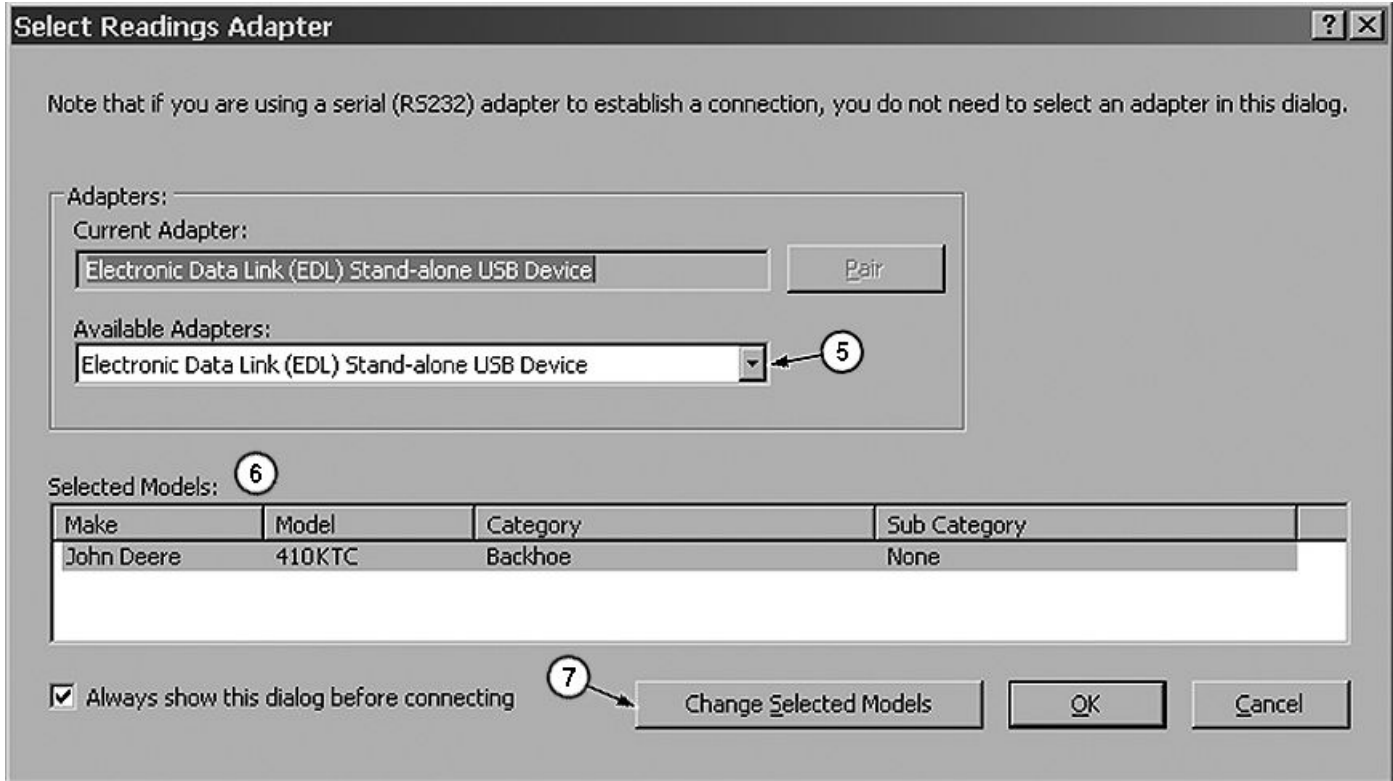 Select Readings Adapter
Note that if you are using a serial (RS232) adapter to establish a connection, you do not need to select an adapter in this dialog.
Adapters:
Current Adapter:
Electronic Data Link (EDL) Stand-alone USB Device
Pair
Available Adapters:
Electronic Data Link (EDL) Stand-alone USB Device
5
Selected Models:
6
Make Model Category Sub Category
John Deere 410KTC Backhoe None
Always show this dialog before connecting
7
Change Selected Models
OK
Cancel